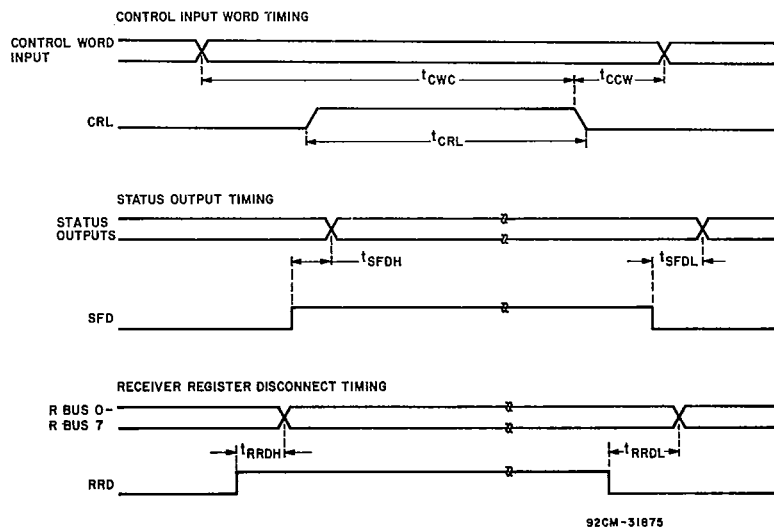 CONTROL INPUT WORD TIMING
CONTROL WORD
INPUT
tCWC
tCCW
CRL
tCRL
STATUS OUTPUT TIMING
STATUS
OUTPUTS
tSFDH
tSFDL
SFD
RECEIVER REGISTER DISCONNECT TIMING
R BUS 0-
R BUS 7
tRRDH
tRRDL
RRD
92CM-31875